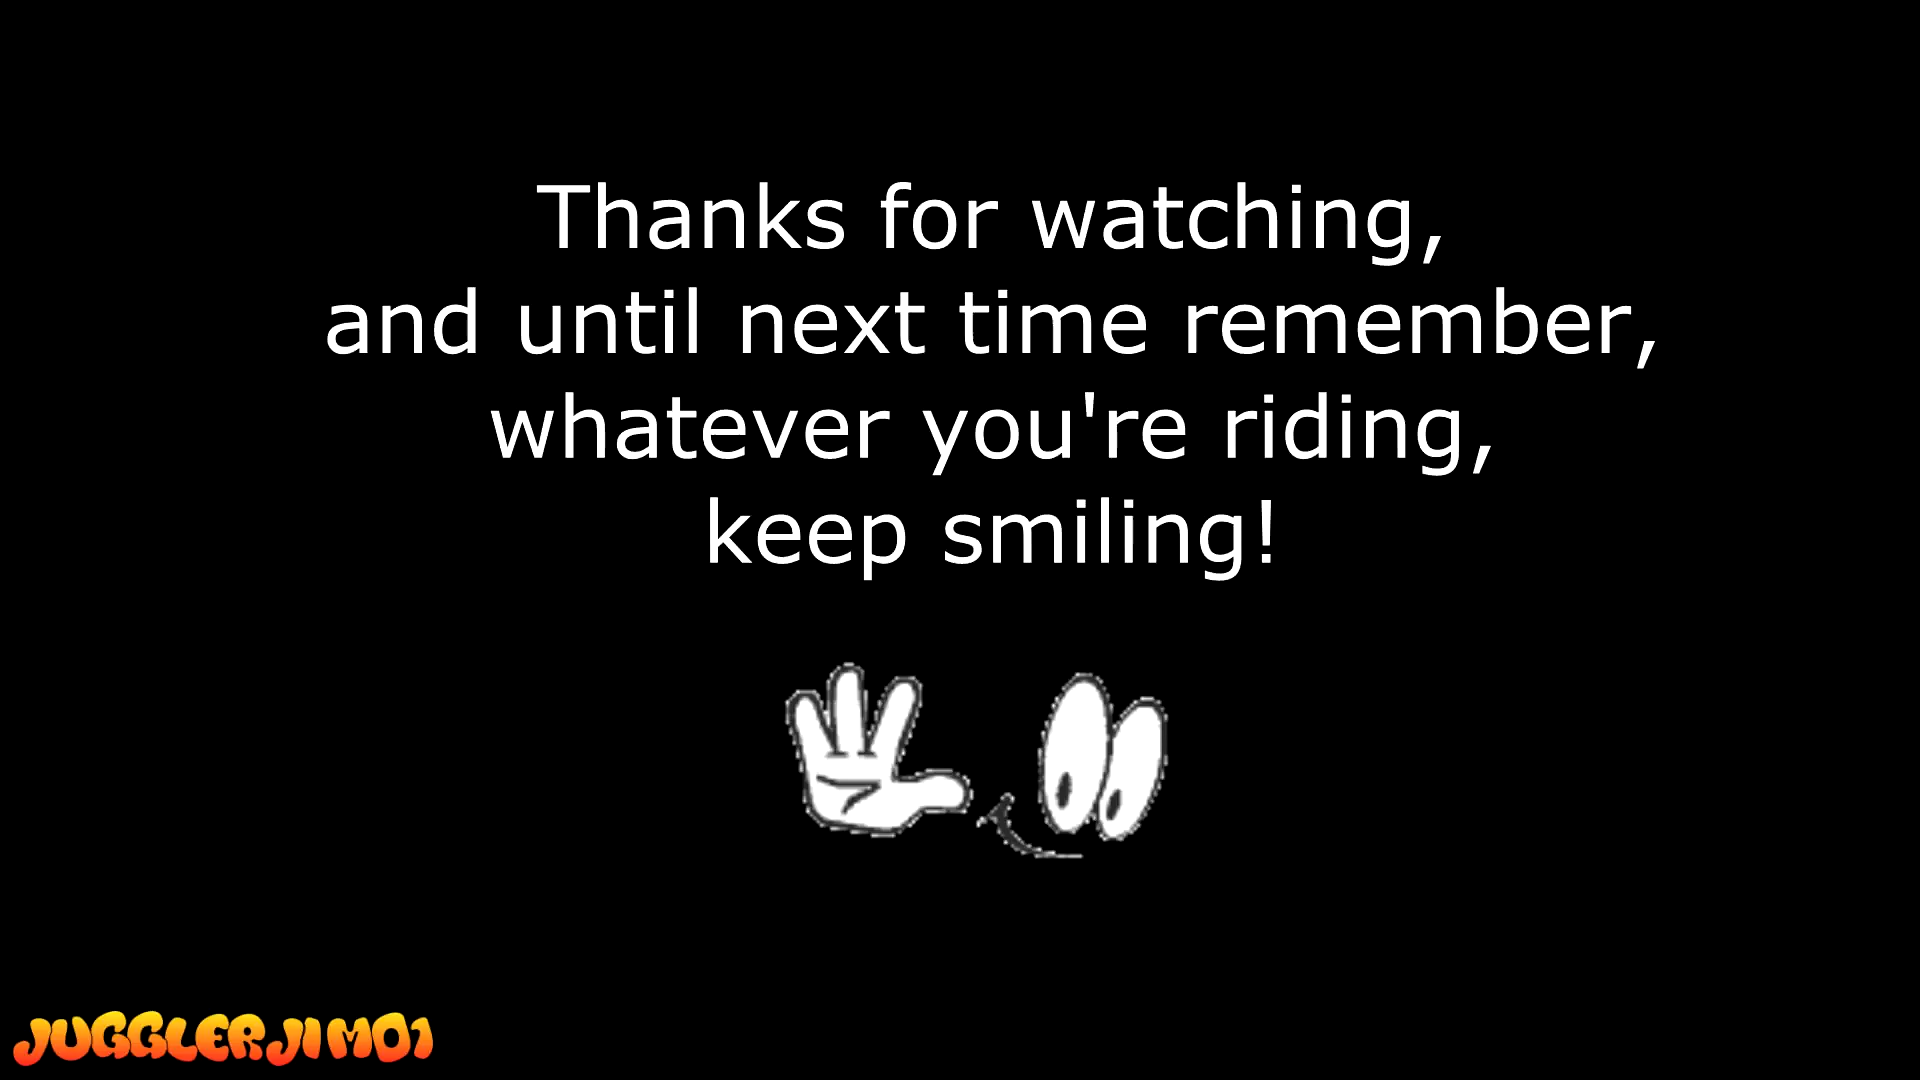 Thanks for watching,
and until next time remember,
whatever you're riding,
keep smiling!
JUGGLERJIM01